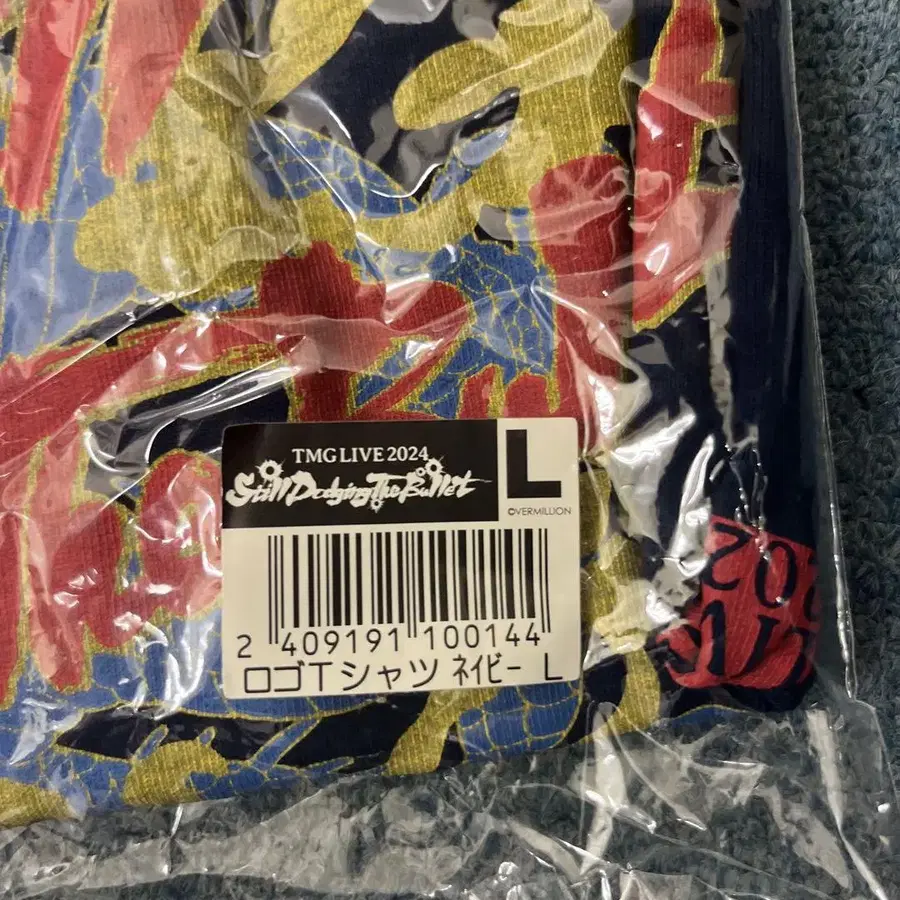 TMG LIVE 2024
Still Dodging The Bullet
L
©VERMILLION
2 409191 100144
ロゴTシャツ ネイビー L